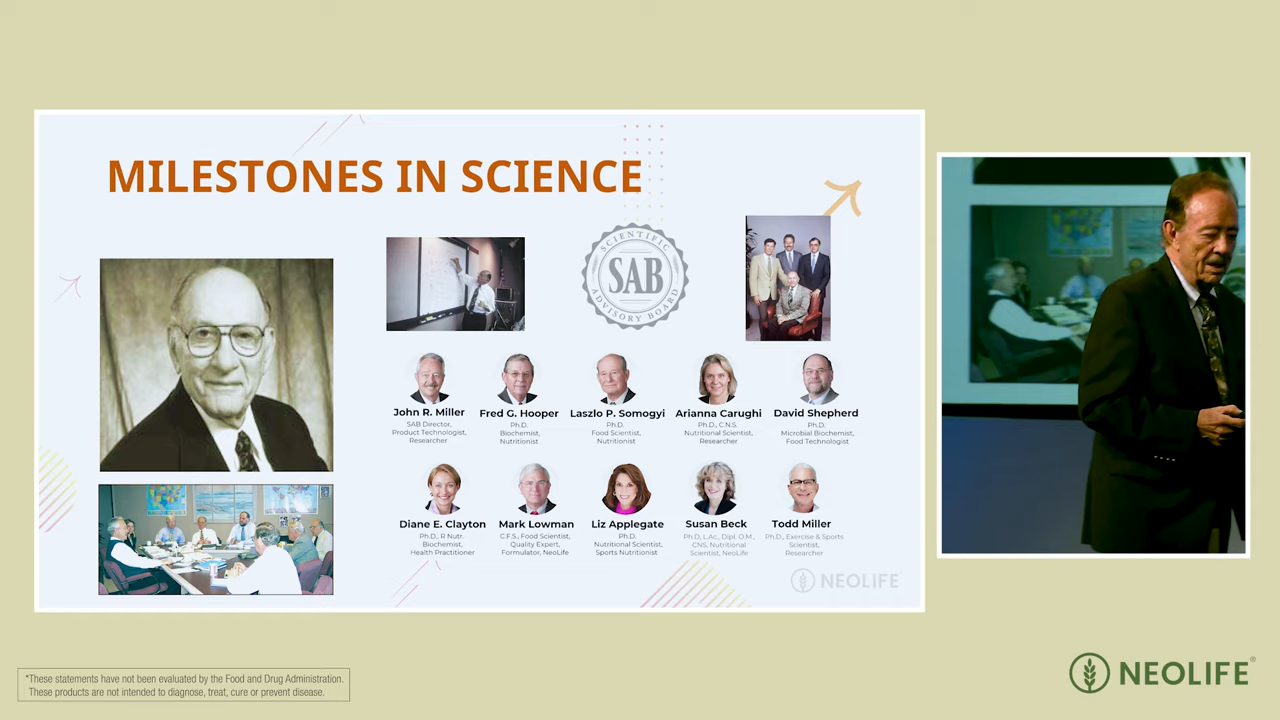 MILESTONES IN SCIENCE
SCIENTIFIC
SAB
ADVISORY BOARD
John R. Miller
SAB Director,
Product Technologist,
Researcher
Fred G. Hooper
Ph.D.
Biochemist,
Nutritionist
Laszlo P. Somogyi
Ph.D.
Food Scientist,
Nutritionist
Arianna Carughi
Ph.D., C.N.S.
Nutritional Scientist,
Researcher
David Shepherd
Ph.D.
Microbial Biochemist,
Food Technologist
Diane E. Clayton
Ph.D., R Nutr.
Biochemist,
Health Practitioner
Mark Lowman
C.F.S., Food Scientist,
Quality Expert,
Formulator, NeoLife
Liz Applegate
Ph.D.
Nutritional Scientist,
Sports Nutritionist
Susan Beck
Ph.D, L.Ac., Dipl. O.M.,
CNS, Nutritional
Scientist, NeoLife
Todd Miller
Ph.D., Exercise & Sports
Scientist,
Researcher
NEOLIFE
*These statements have not been evaluated by the Food and Drug Administration.
These products are not intended to diagnose, treat, cure or prevent disease.
NEOLIFE®